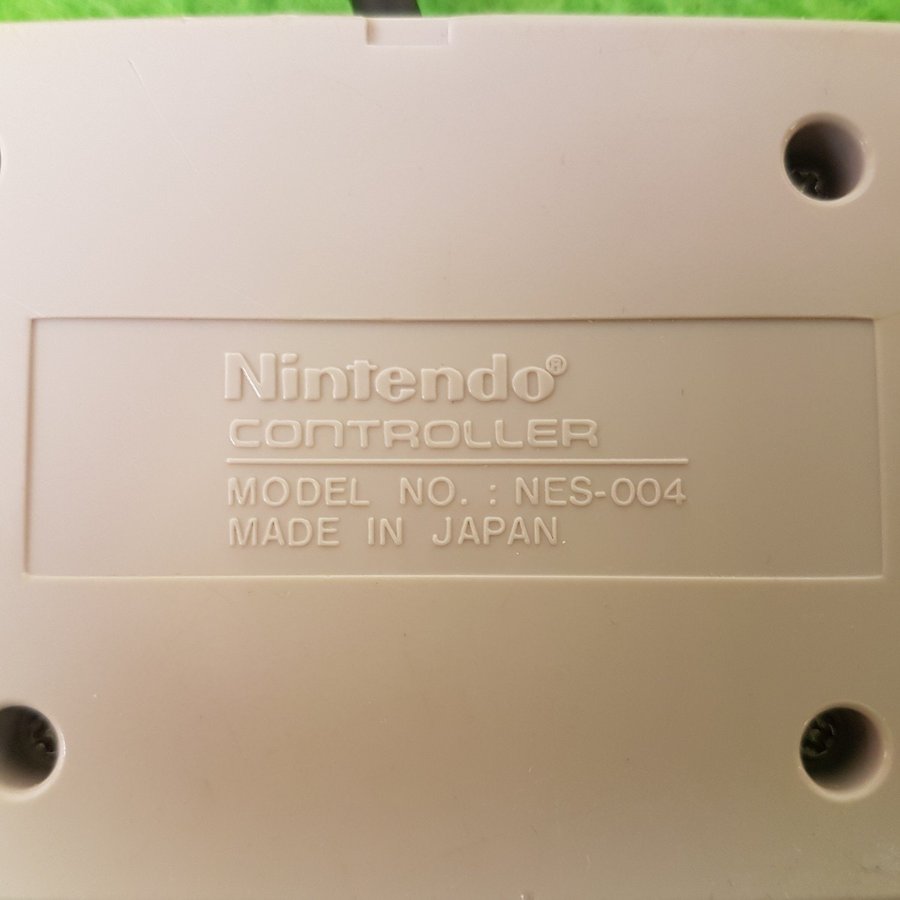 Nintendo®
CONTROLLER
MODEL NO. : NES-004
MADE IN JAPAN